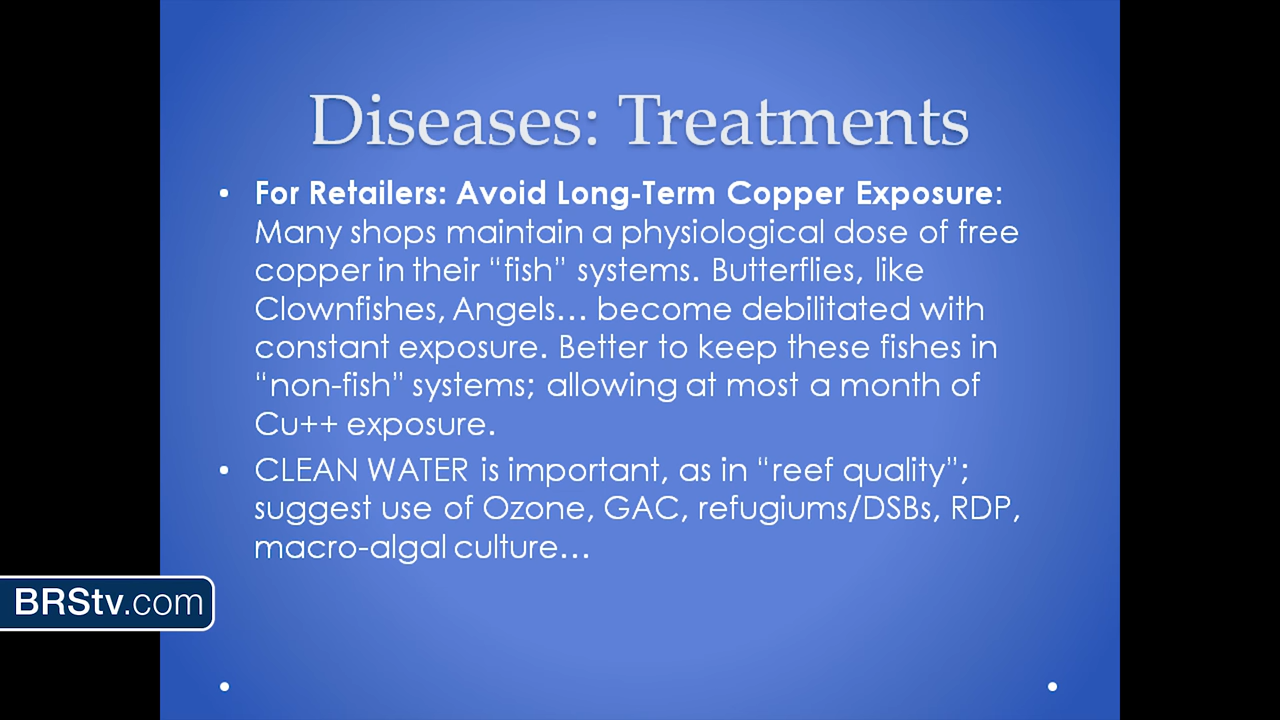 Diseases: Treatments
• For Retailers: Avoid Long-Term Copper Exposure:
Many shops maintain a physiological dose of free
copper in their “fish” systems. Butterflies, like
Clownfishes, Angels… become debilitated with
constant exposure. Better to keep these fishes in
“non-fish” systems; allowing at most a month of
Cu++ exposure.
• CLEAN WATER is important, as in “reef quality”;
suggest use of Ozone, GAC, refugiums/DSBs, RDP,
macro-algal culture…
BRStv.com